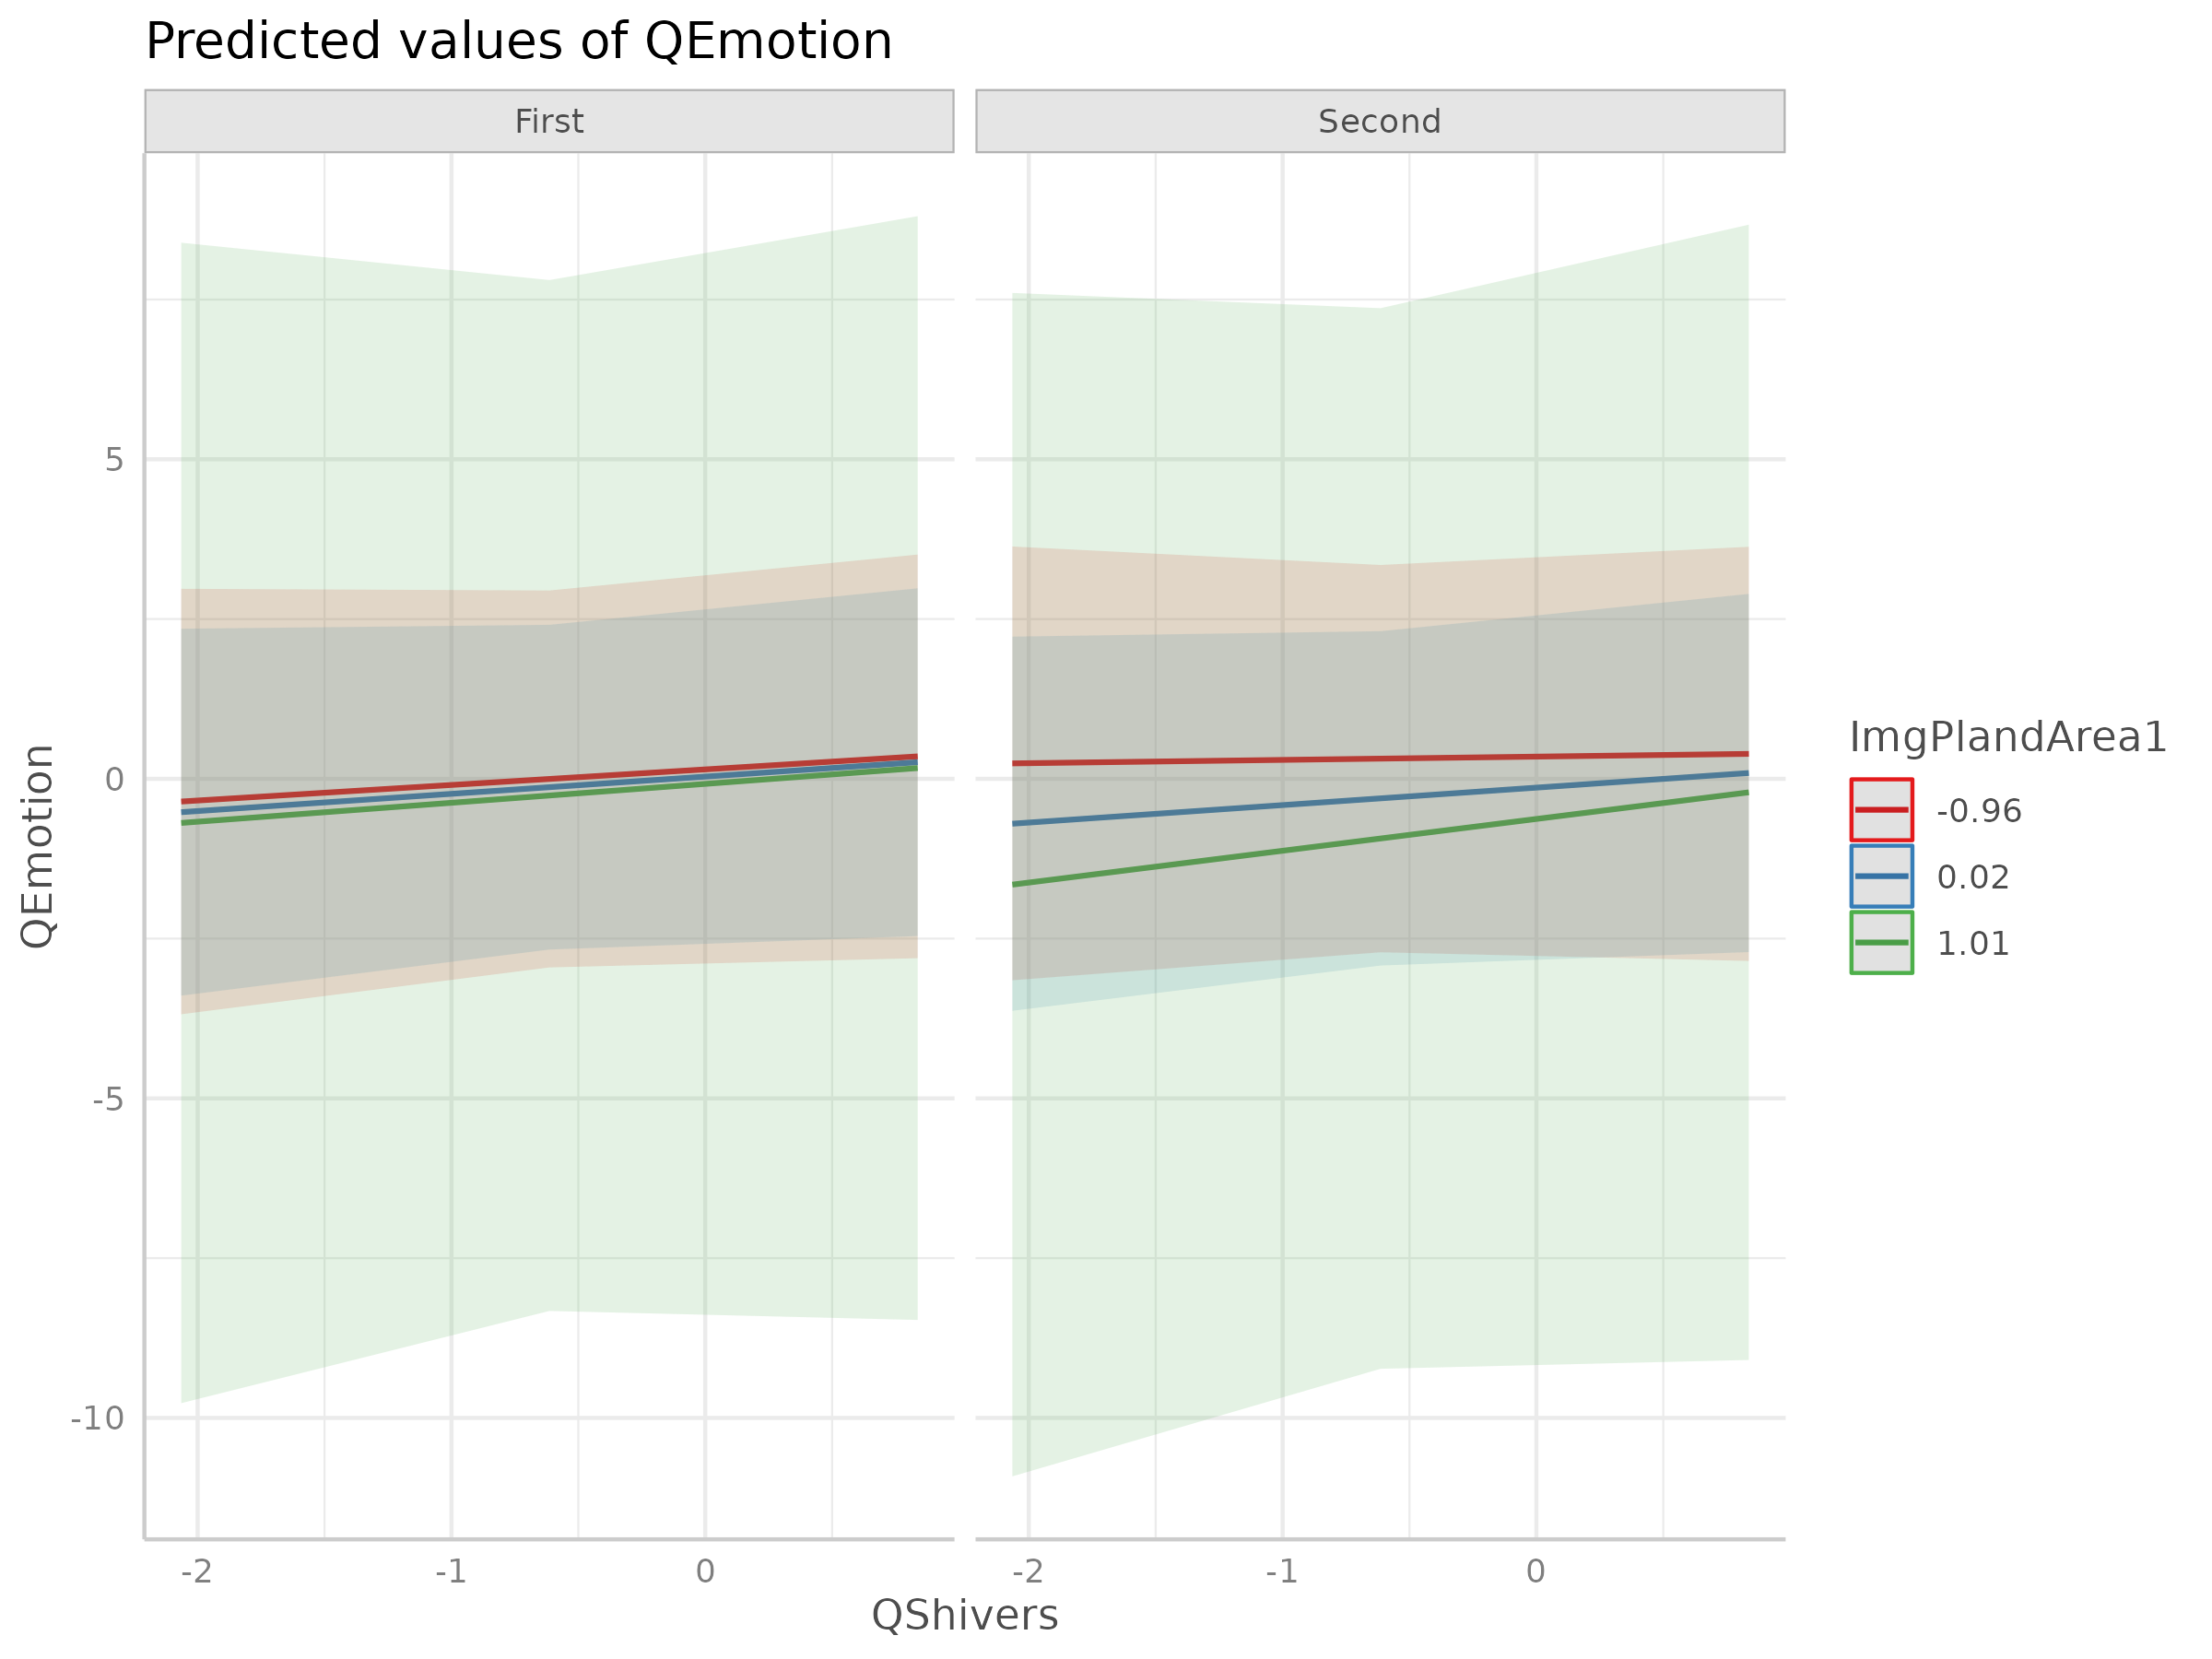 Predicted values of QEmotion
First
Second
5
0
-5
-10
QEmotion
-2
-1
0
-2
-1
0
QShivers
ImgPlandArea1
-0.96
0.02
1.01